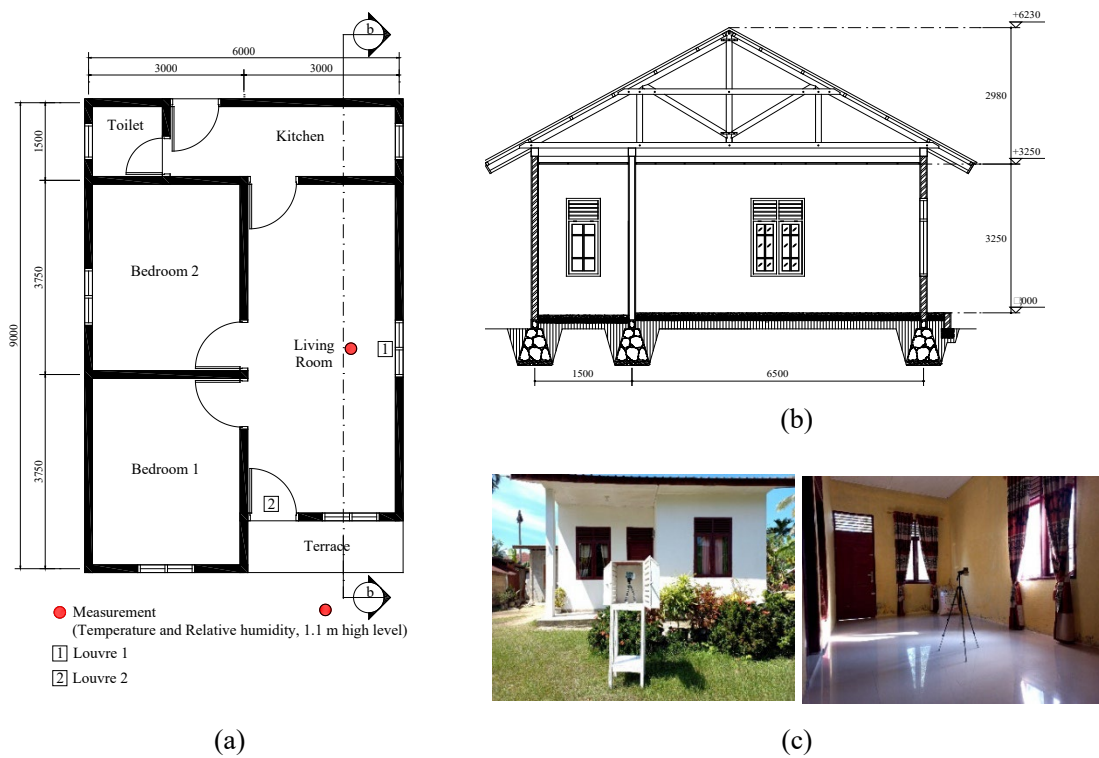 b
6000
3000
3000
Toilet
Kitchen
1500
Bedroom 2
3750
9000
Living
Room
1
Bedroom 1
3750
2
Terrace
b
Measurement
(Temperature and Relative humidity, 1.1 m high level)
1 Louvre 1
2 Louvre 2
(a)
+6230
2980
+3250
3250
000
1500
6500
(b)
(c)